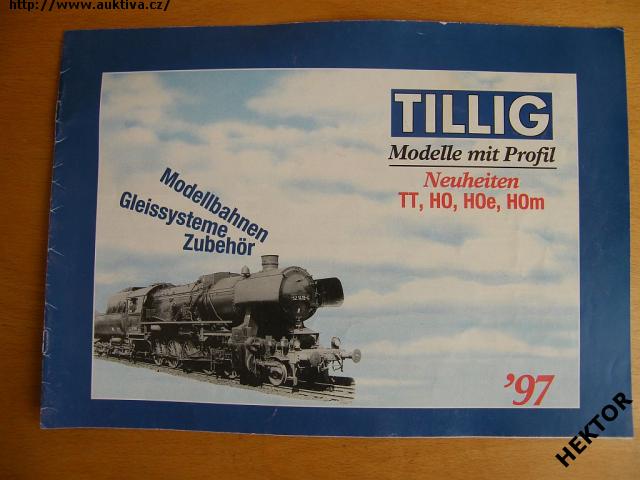 http://www.auktiva.cz/
TILLIG
Modelle mit Profil
Neuheiten
TT, HO, HOe, HOm
Modellbahnen
Gleissysteme
Zubehör
'97
HEKTOR